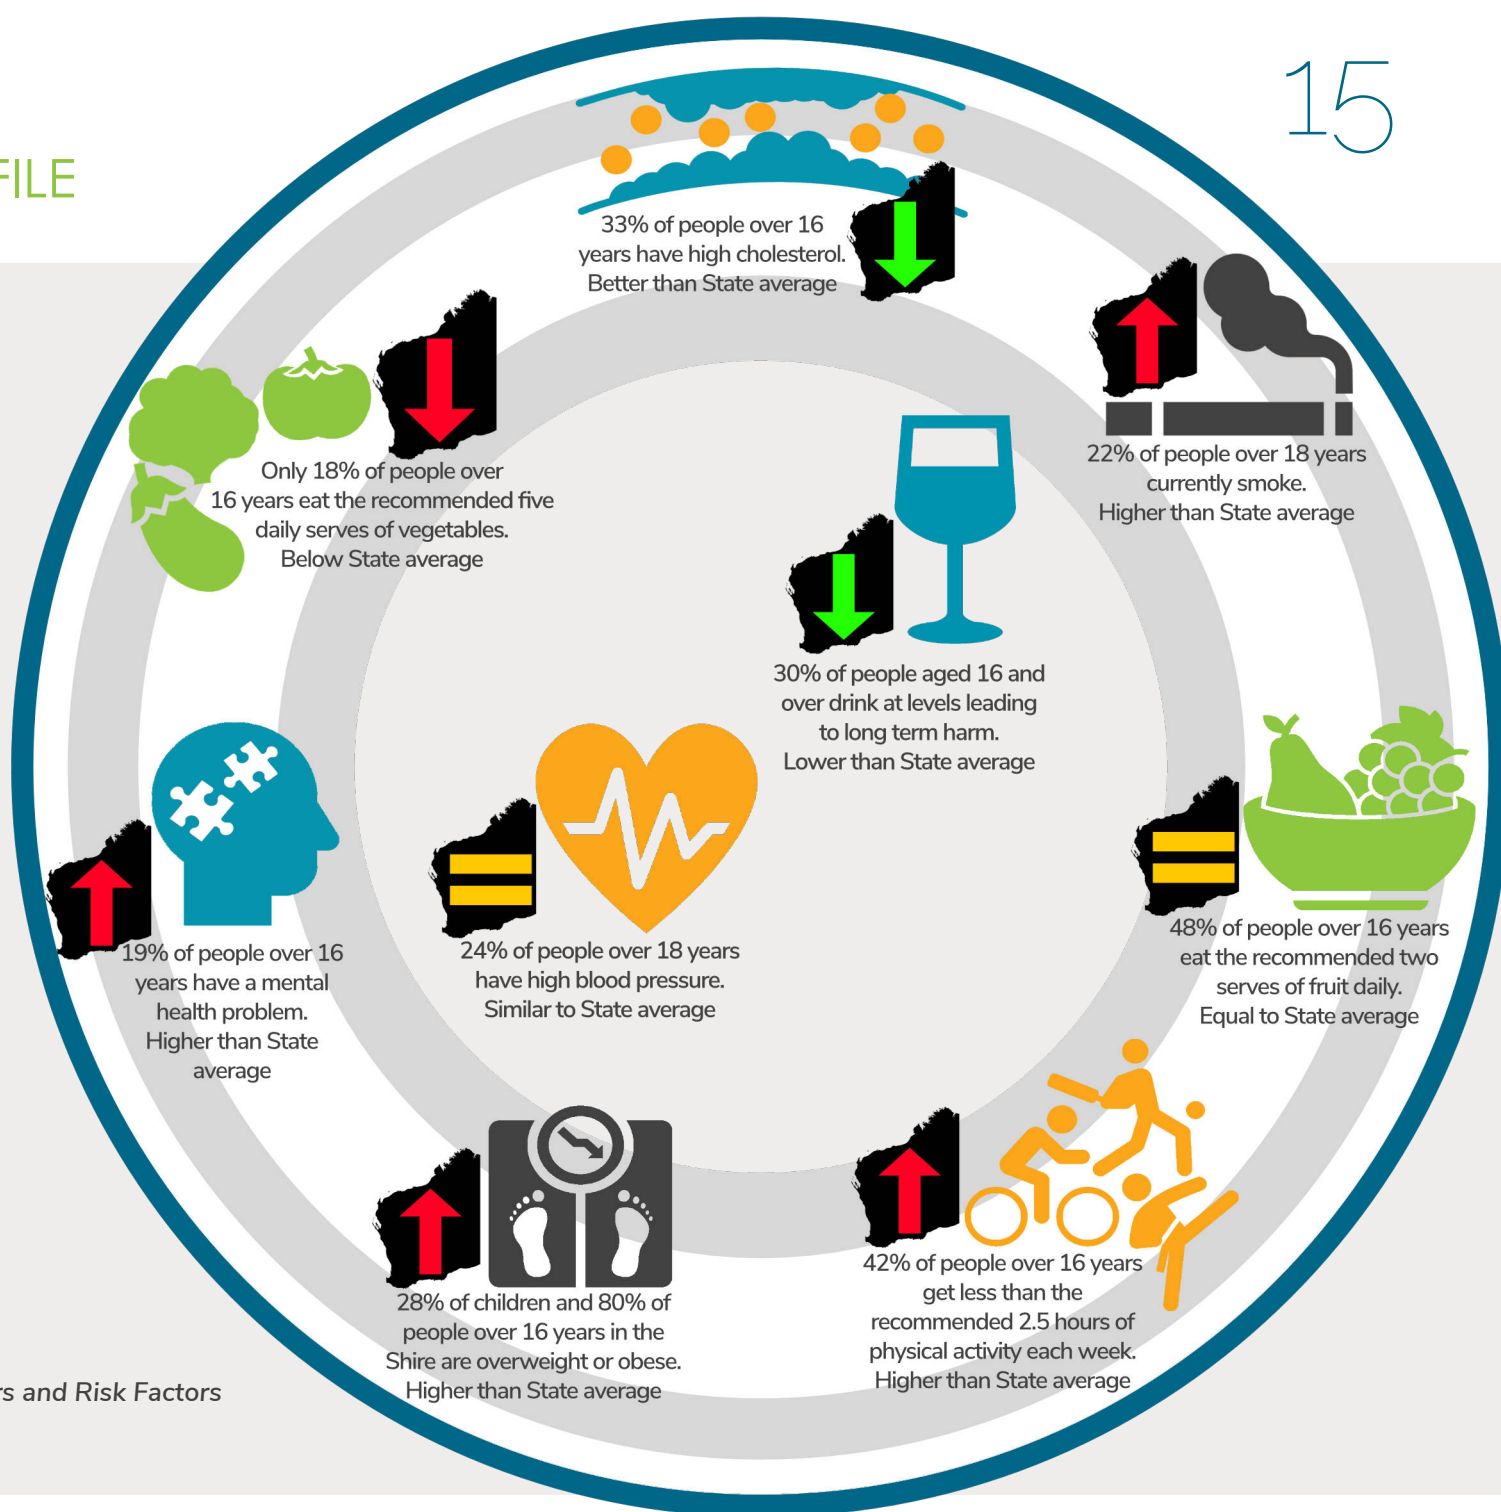 15
FILE
33% of people over 16
years have high cholesterol.
Better than State average
22% of people over 18 years
currently smoke.
Higher than State average
Only 18% of people over
16 years eat the recommended five
daily serves of vegetables.
Below State average
30% of people aged 16 and
over drink at levels leading
to long term harm.
Lower than State average
48% of people over 16 years
eat the recommended two
serves of fruit daily.
Equal to State average
19% of people over 16
years have a mental
health problem.
Higher than State
average
24% of people over 18 years
have high blood pressure.
Similar to State average
42% of people over 16 years
get less than the
recommended 2.5 hours of
physical activity each week.
Higher than State average
28% of children and 80% of
people over 16 years in the
Shire are overweight or obese.
Higher than State average
rs and Risk Factors